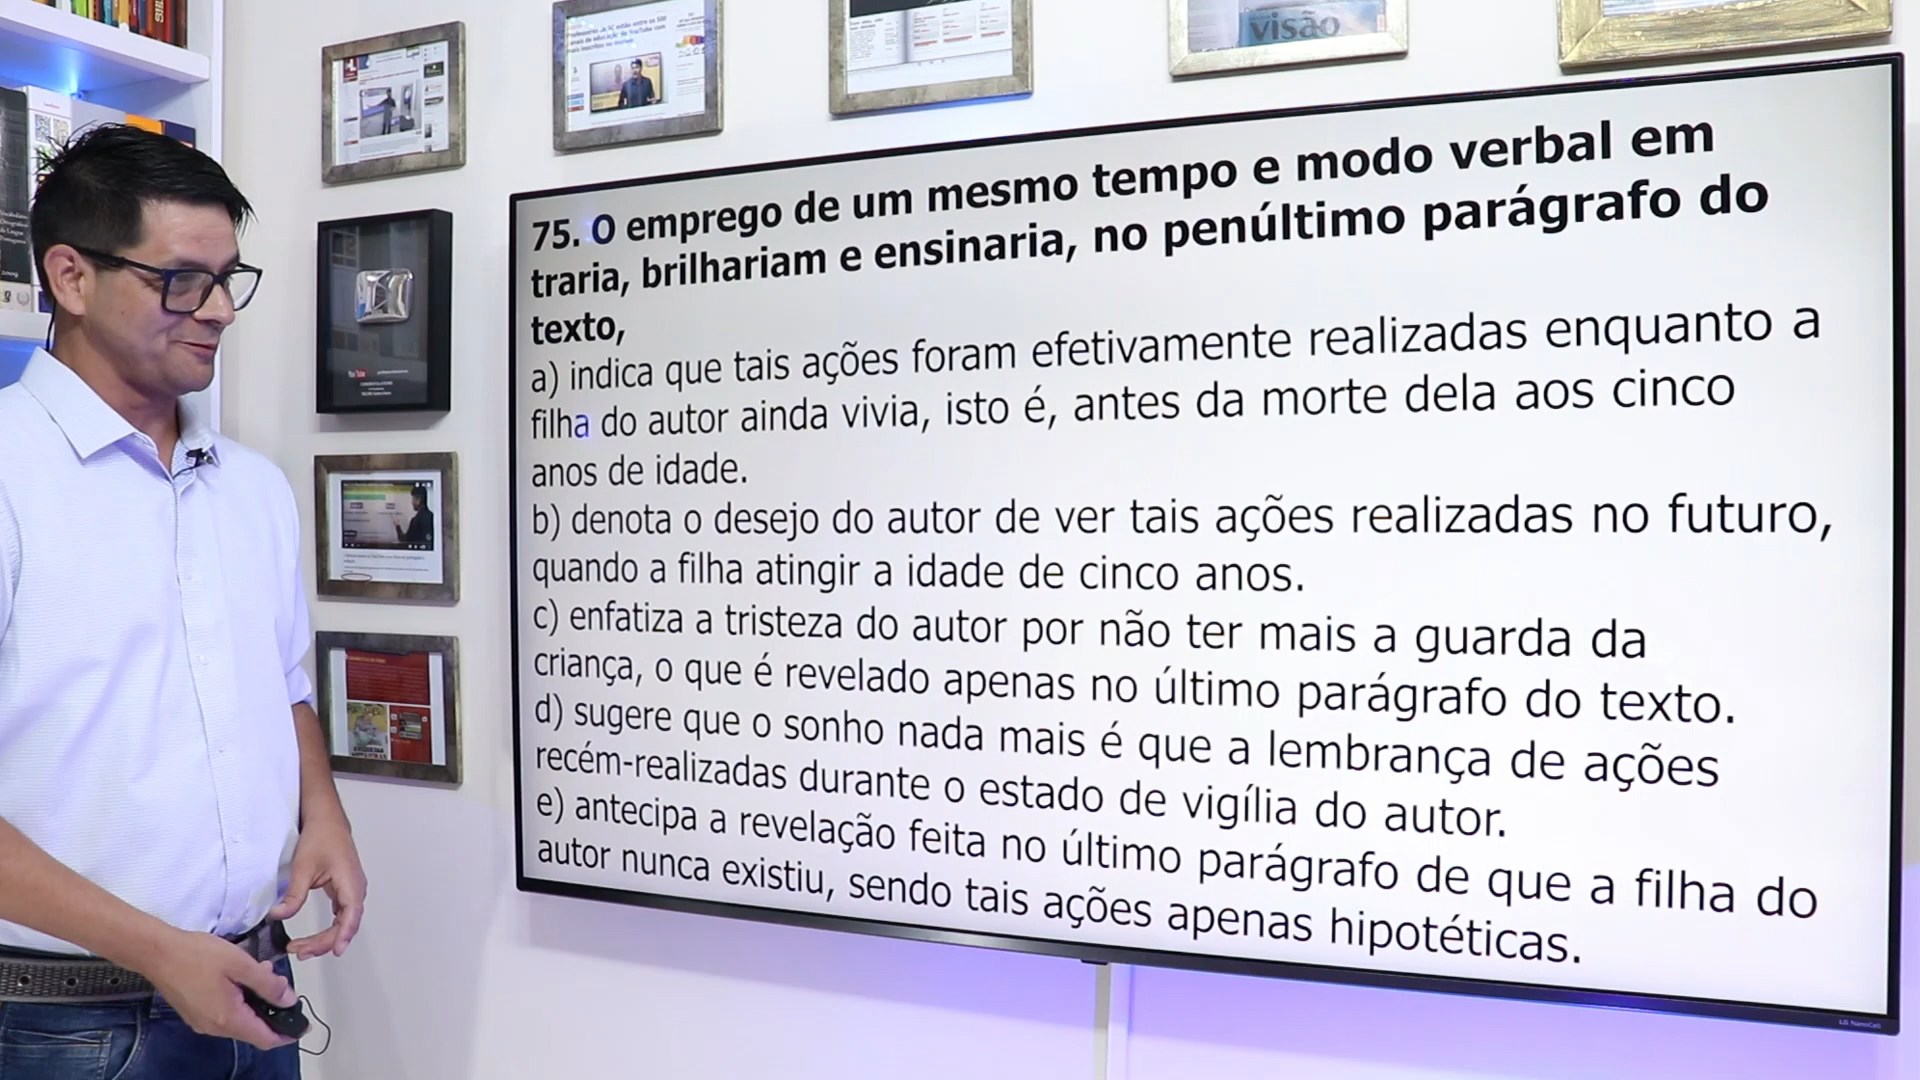 visão
75. O emprego de um mesmo tempo e modo verbal em
traria, brilhariam e ensinaria, no penúltimo parágrafo do
texto,
a) indica que tais ações foram efetivamente realizadas enquanto a
filha do autor ainda vivia, isto é, antes da morte dela aos cinco
anos de idade.
b) denota o desejo do autor de ver tais ações realizadas no futuro,
quando a filha atingir a idade de cinco anos.
c) enfatiza a tristeza do autor por não ter mais a guarda da
criança, o que é revelado apenas no último parágrafo do texto.
d) sugere que o sonho nada mais é que a lembrança de ações
recém-realizadas durante o estado de vigília do autor.
e) antecipa a revelação feita no último parágrafo de que a filha do
autor nunca existiu, sendo tais ações apenas hipotéticas.